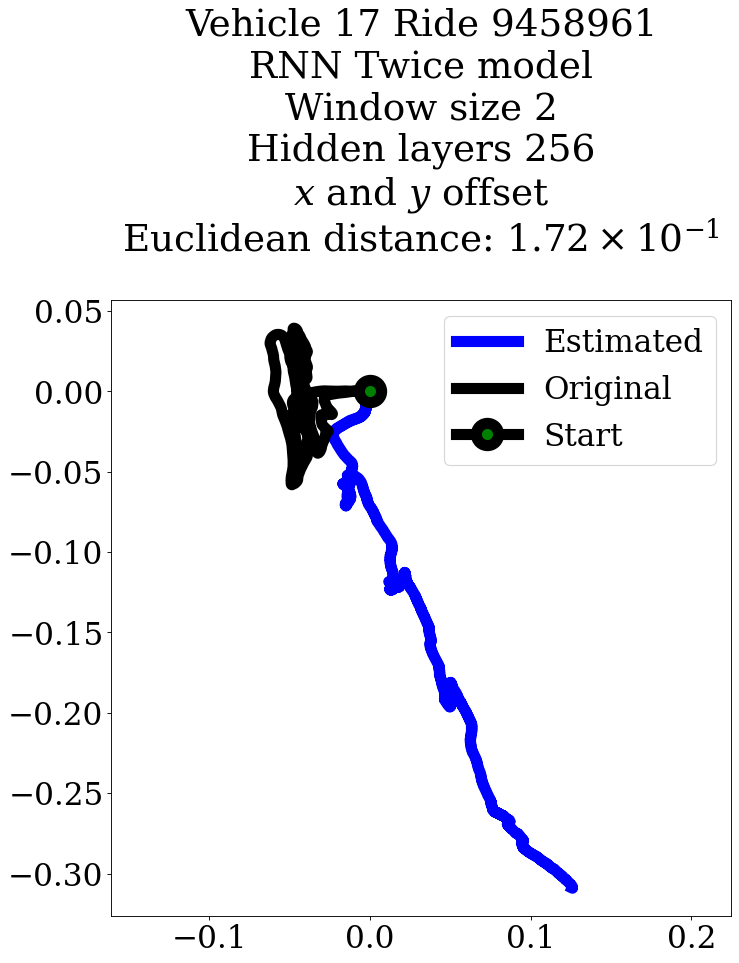 Vehicle 17 Ride 9458961
RNN Twice model
Window size 2
Hidden layers 256
x and y offset
Euclidean distance: 1.72 × 10⁻¹
Estimated
Original
Start
0.05
0.00
−0.05
−0.10
−0.15
−0.20
−0.25
−0.30
−0.1 0.0 0.1 0.2